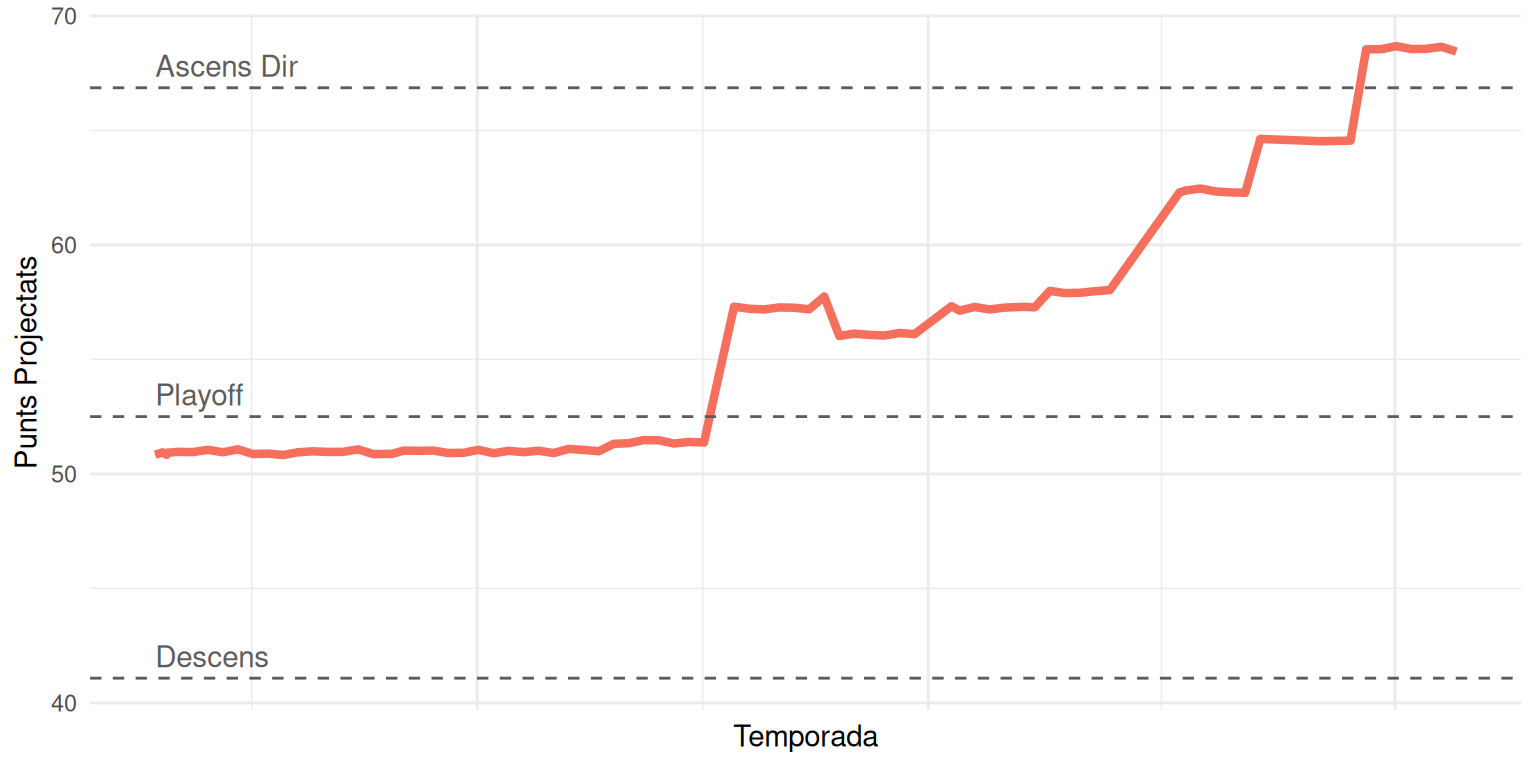 70
Ascens Dir
60
Punts Projectats
Playoff
50
Descens
40
Temporada